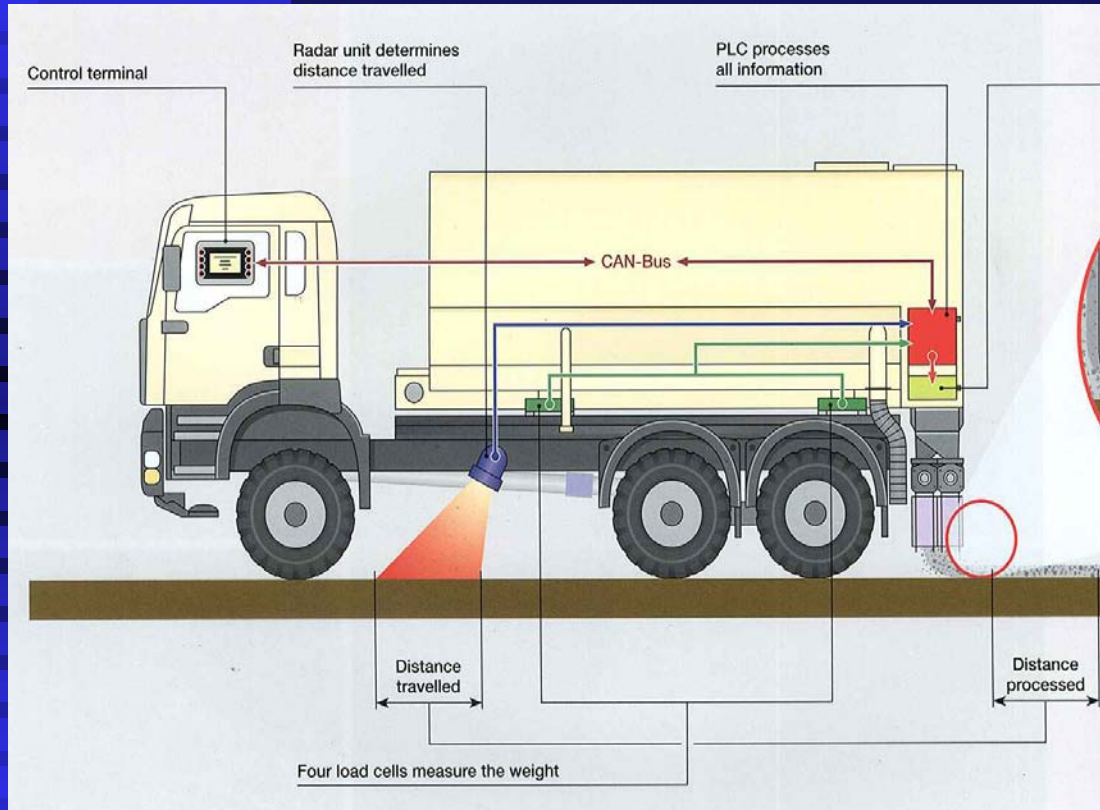 Control terminal
Radar unit determines
distance travelled
PLC processes
all information
CAN-Bus
Distance
travelled
Distance
processed
Four load cells measure the weight